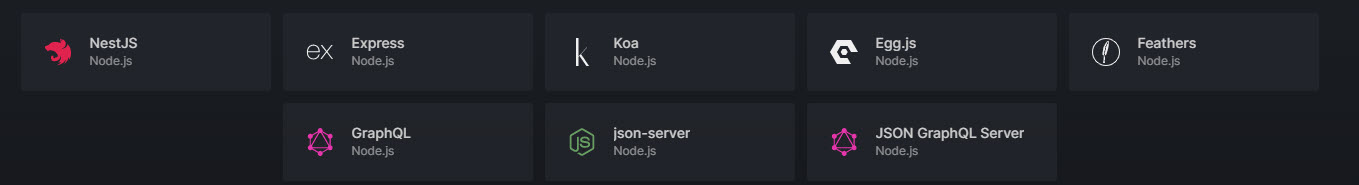 NestJS
Node.js
ex
Express
Node.js
k
Koa
Node.js
Egg.js
Node.js
Feathers
Node.js
GraphQL
Node.js
JS
json-server
Node.js
JSON GraphQL Server
Node.js